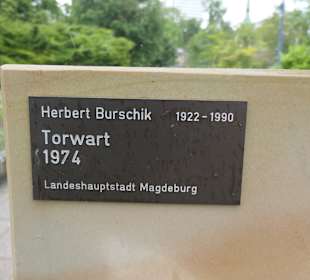 Herbert Burschik 1922-1990
Torwart
1974
Landeshauptstadt Magdeburg